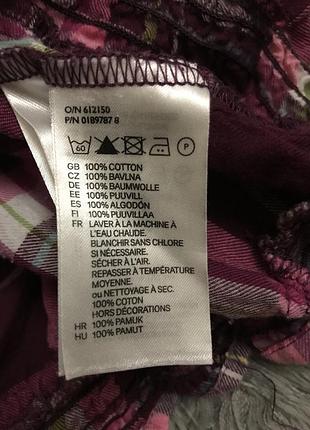 O/N 612150
P/N 0189787 8
60 P
GB 100% COTTON
CZ 100% BAVLNA
DE 100% BAUMWOLLE
EE 100% PUUVILL
ES 100% ALGODÓN
FI 100% PUUVILLAA
FR LAVER À LA MACHINE À
L'EAU CHAUDE.
BLANCHIR SANS CHLORE
SI NÉCESSAIRE.
SÉCHER À L'AIR.
REPASSER À TEMPÉRATURE
MOYENNE.
ou NETTOYAGE À SEC.
100% COTON
HORS DÉCORATIONS
HR 100% PAMUK
HU 100% PAMUT